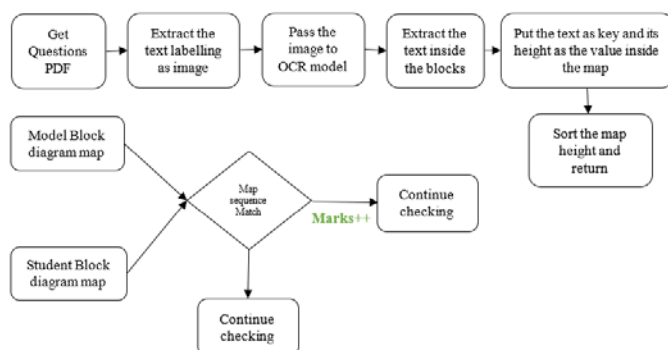 Get
Questions
PDF
Extract the
text labelling
as image
Pass the
image to
OCR model
Extract the
text inside
the blocks
Put the text as key and its
height as the value inside
the map
Sort the map
height and
return
Model Block
diagram map
Map
sequence
Match
Marks++
Continue
checking
Student Block
diagram map
Continue
checking